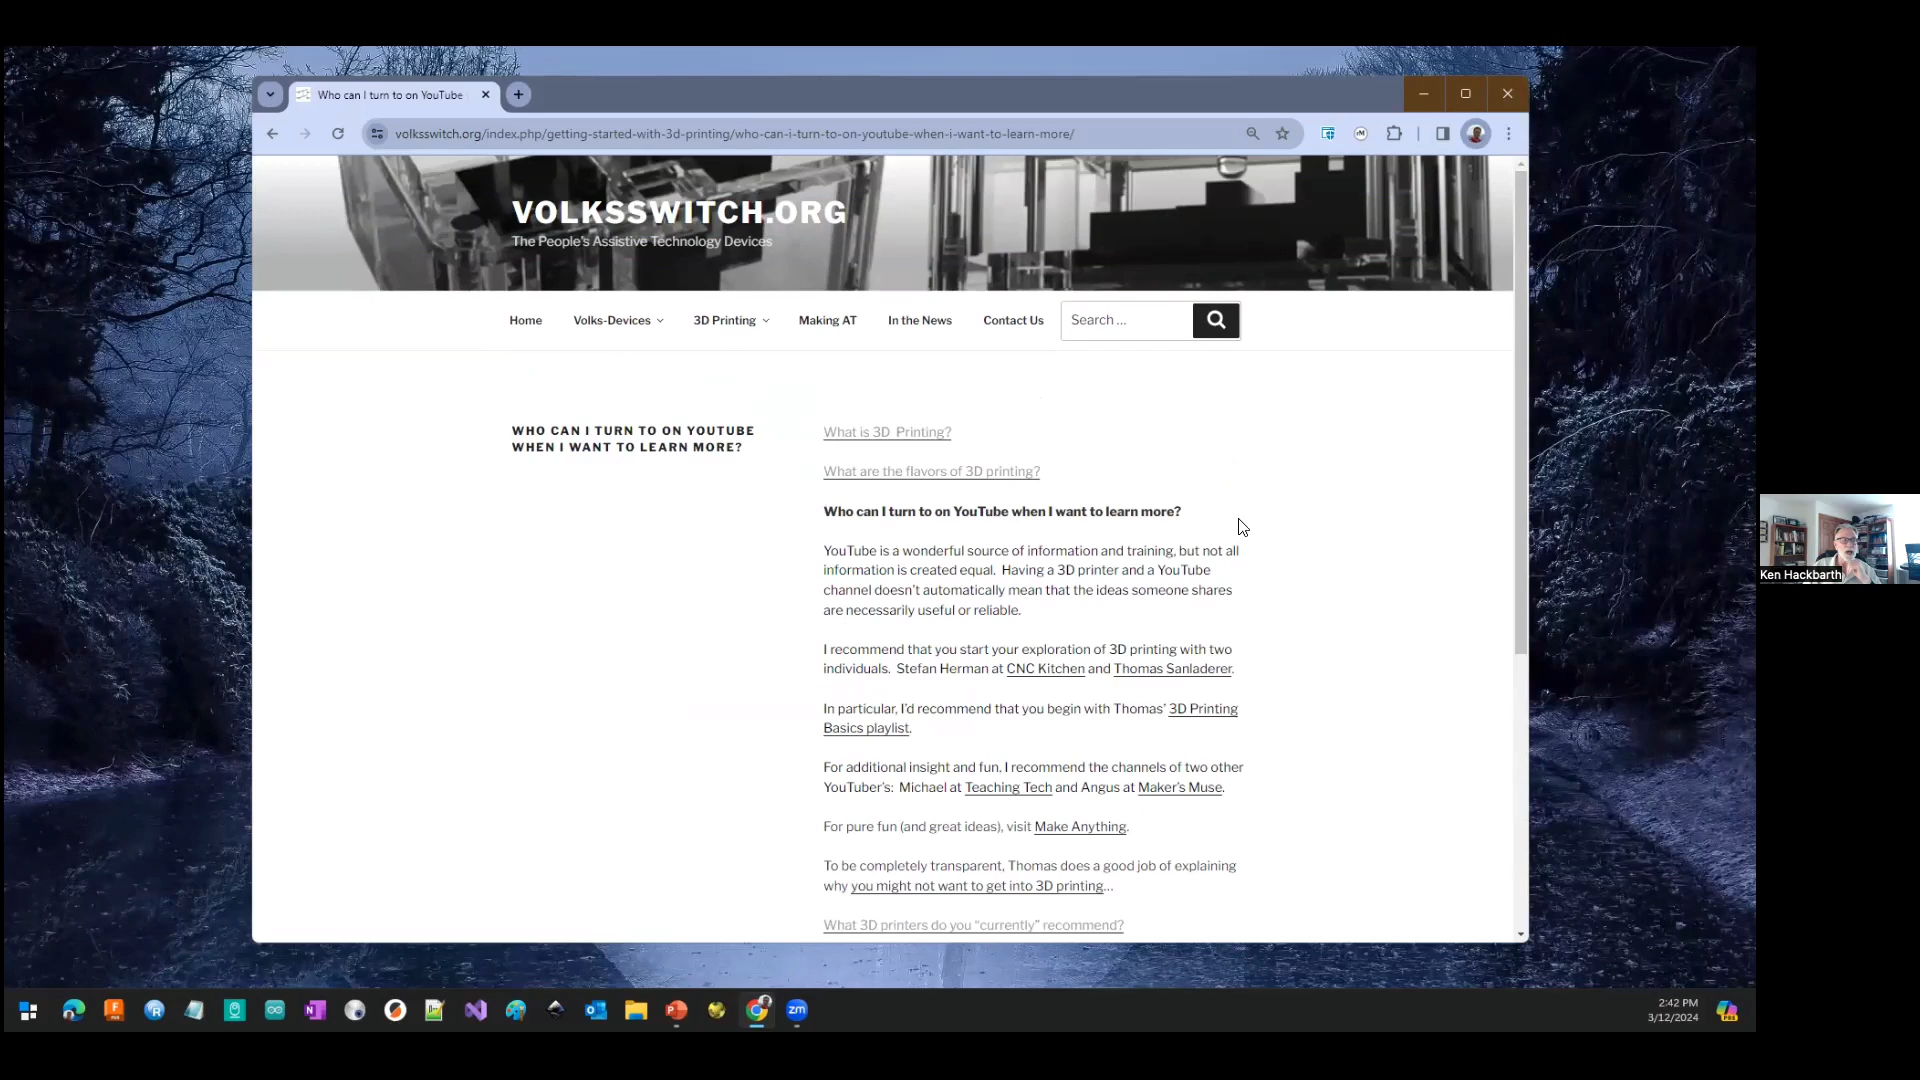 Who can I turn to on YouTube
volksswitch.org/index.php/getting-started-with-3d-printing/who-can-i-turn-to-on-youtube-when-i-want-to-learn-more/
VOLKSSWITCH.ORG
The People's Assistive Technology Devices
Home Volks-Devices 3D Printing Making AT In the News Contact Us Search …
WHO CAN I TURN TO ON YOUTUBE
WHEN I WANT TO LEARN MORE?
What is 3D  Printing?
What are the flavors of 3D printing?
Who can I turn to on YouTube when I want to learn more?
YouTube is a wonderful source of information and training, but not all
information is created equal.  Having a 3D printer and a YouTube
channel doesn't automatically mean that the ideas someone shares
are necessarily useful or reliable.
I recommend that you start your exploration of 3D printing with two
individuals.  Stefan Herman at CNC Kitchen and Thomas Sanladerer.
In particular, I'd recommend that you begin with Thomas' 3D Printing
Basics playlist.
For additional insight and fun, I recommend the channels of two other
YouTuber's:  Michael at Teaching Tech and Angus at Maker's Muse.
For pure fun (and great ideas), visit Make Anything.
To be completely transparent, Thomas does a good job of explaining
why you might not want to get into 3D printing…
What 3D printers do you “currently” recommend?
Ken Hackbarth
zm
2:42 PM
3/12/2024